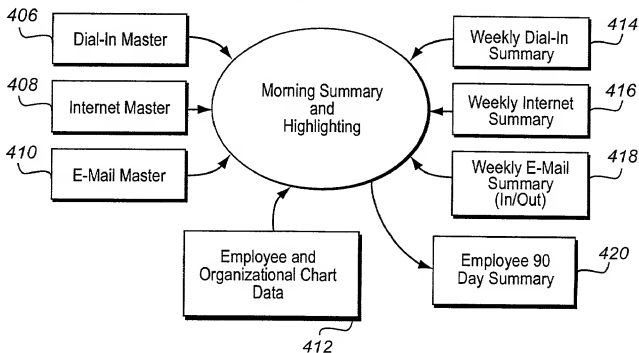 406
Dial-In Master
408
Internet Master
410
E-Mail Master
Morning Summary
and
Highlighting
Weekly Dial-In
Summary
414
Weekly Internet
Summary
416
Weekly E-Mail
Summary
(In/Out)
418
Employee and
Organizational Chart
Data
412
Employee 90
Day Summary
420